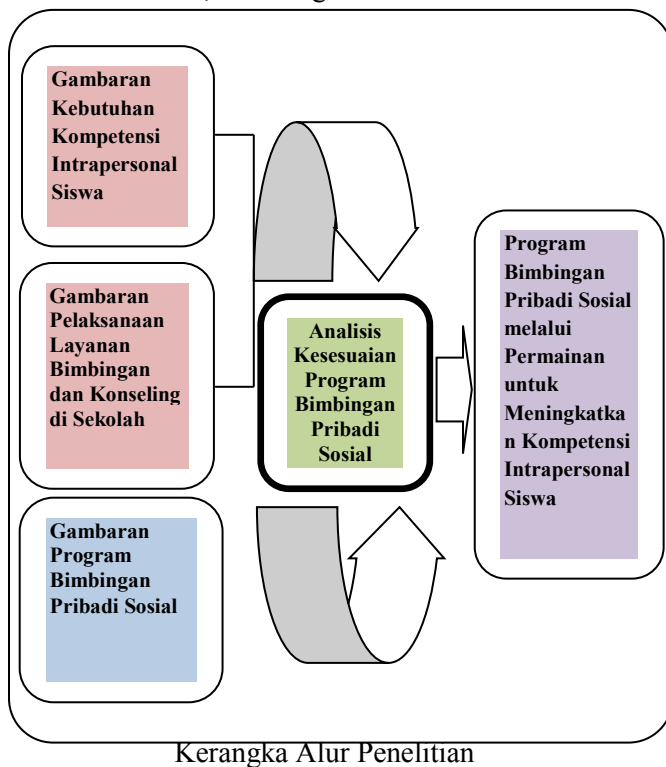 Gambaran
Kebutuhan
Kompetensi
Intrapersonal
Siswa
Gambaran
Pelaksanaan
Layanan
Bimbingan
dan Konseling
di Sekolah
Gambaran
Program
Bimbingan
Pribadi Sosial
Analisis
Kesesuaian
Program
Bimbingan
Pribadi
Sosial
Program
Bimbingan
Pribadi Sosial
melalui
Permainan
untuk
Meningkatka
n Kompetensi
Intrapersonal
Siswa
Kerangka Alur Penelitian